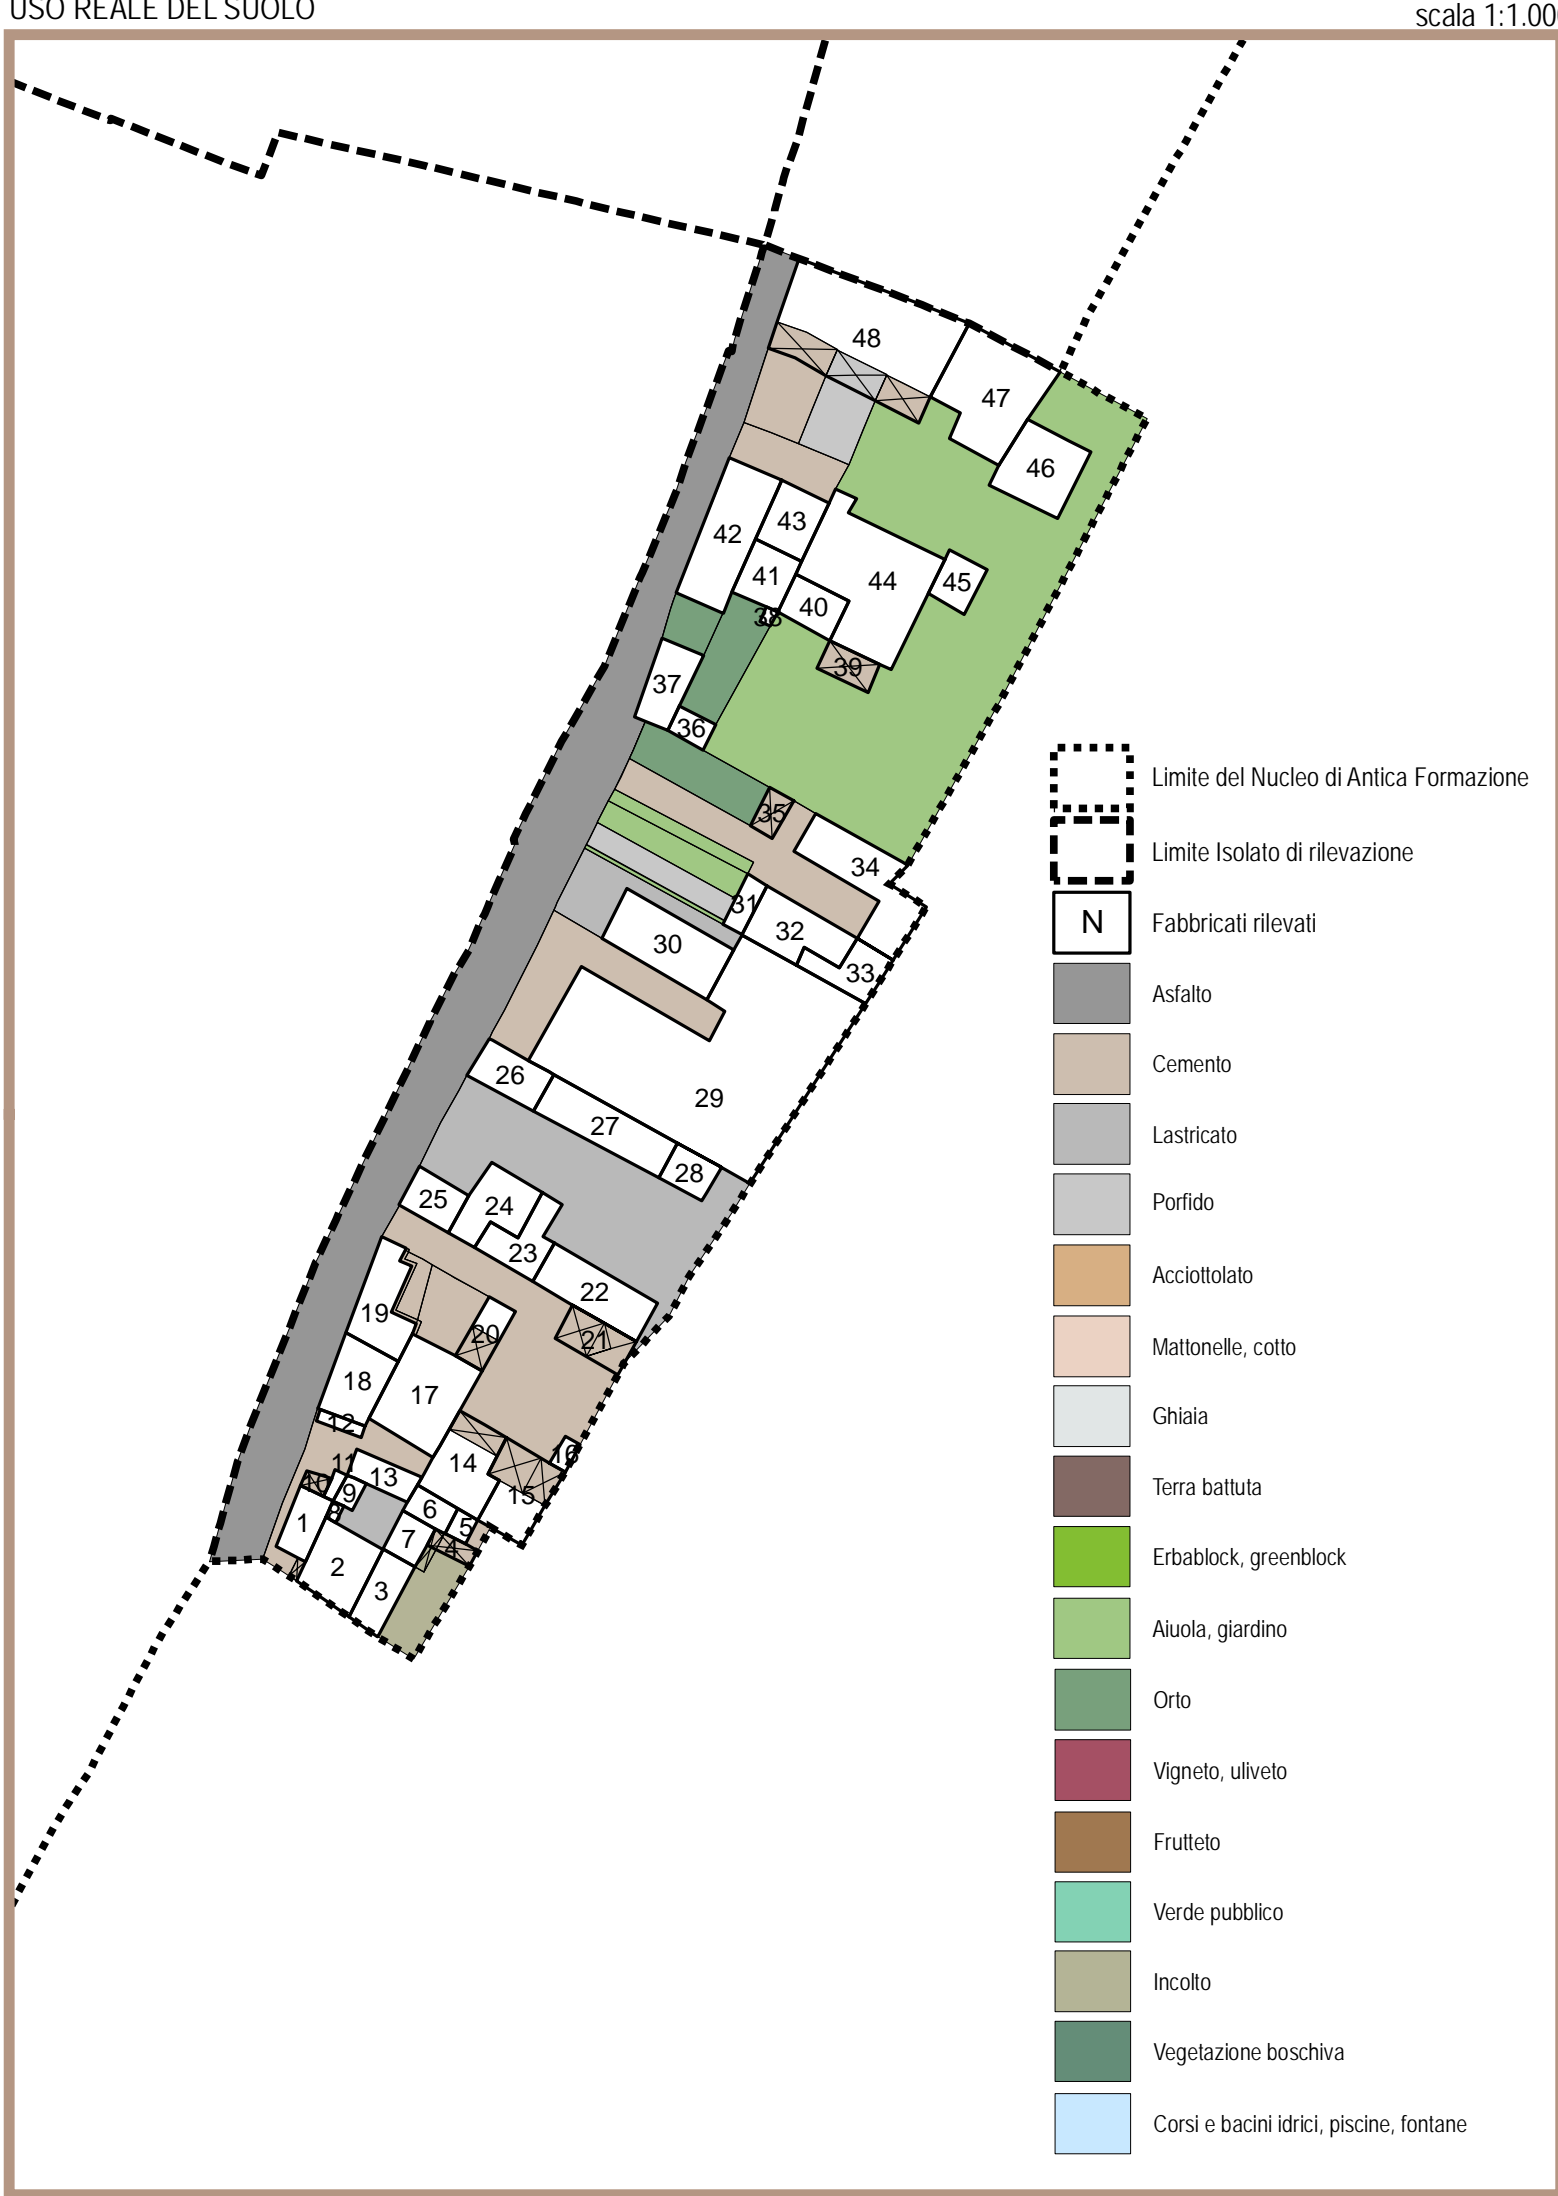 USO REALE DEL SUOLO
scala 1:1.00
48
47
46
43
42
44
41
45
40
38
39
37
36
35
34
31
32
30
33
26
29
27
28
25
24
23
22
19
20
21
18
17
12
11
14
16
13
10
9
15
8
6
1
5
7
4
2
3
Limite del Nucleo di Antica Formazione
Limite Isolato di rilevazione
N Fabbricati rilevati
Asfalto
Cemento
Lastricato
Porfido
Acciottolato
Mattonelle, cotto
Ghiaia
Terra battuta
Erbablock, greenblock
Aiuola, giardino
Orto
Vigneto, uliveto
Frutteto
Verde pubblico
Incolto
Vegetazione boschiva
Corsi e bacini idrici, piscine, fontane